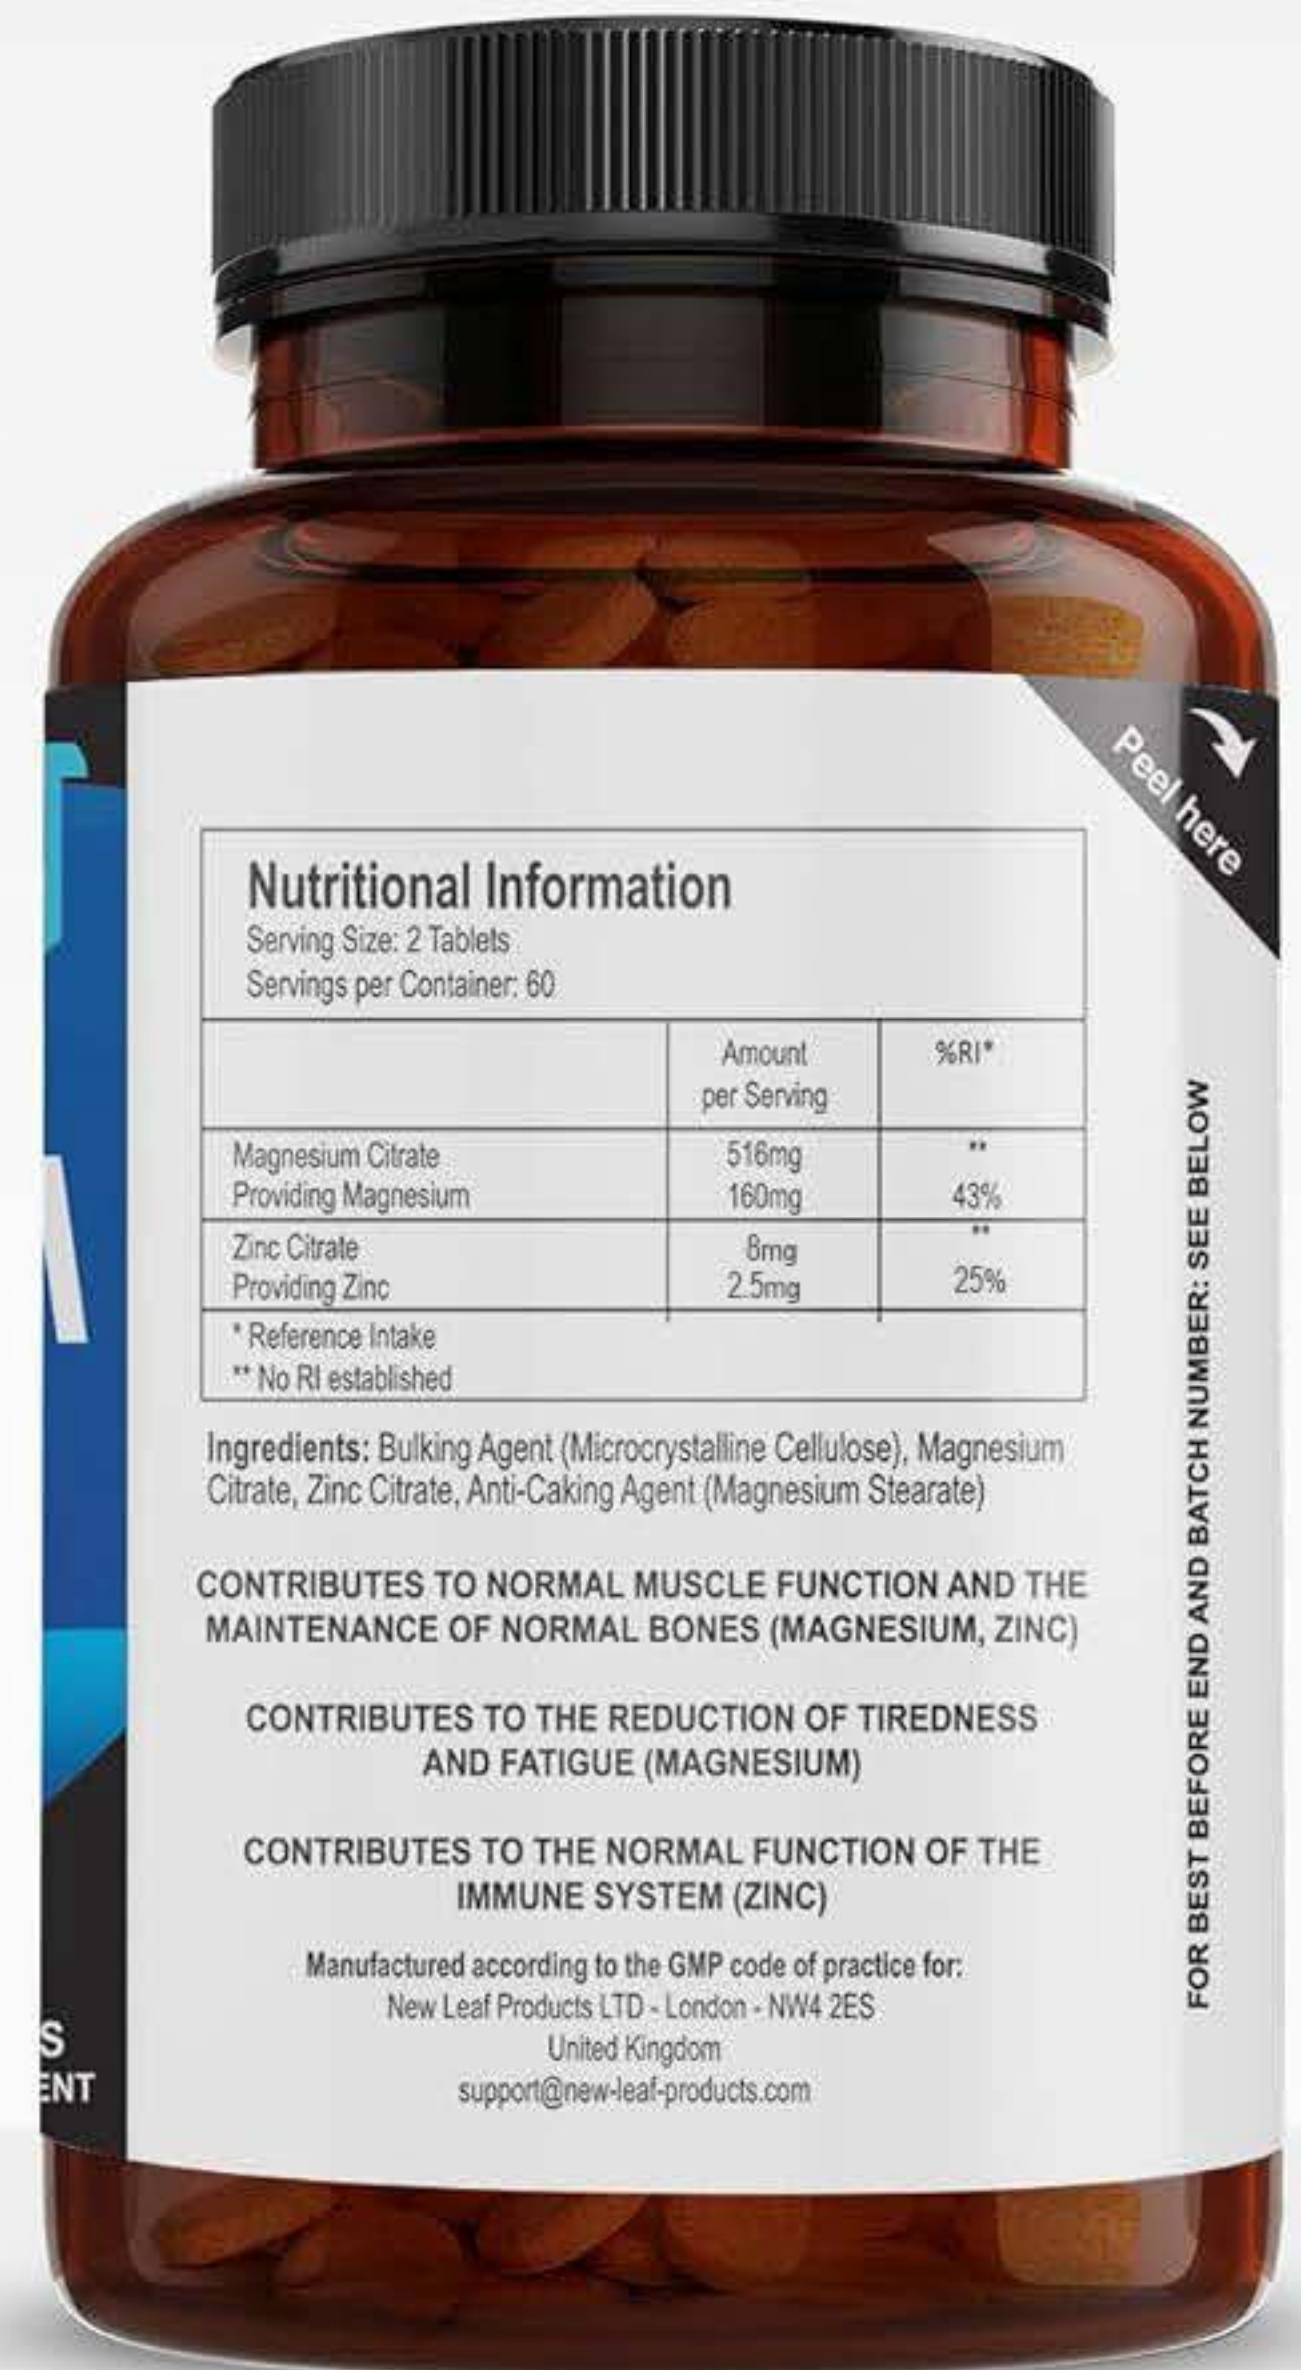 Peel here
Nutritional Information
Serving Size: 2 Tablets
Servings per Container: 60
Amount
per Serving
%RI*
Magnesium Citrate 516mg **
Providing Magnesium 160mg 43%
Zinc Citrate 8mg **
Providing Zinc 2.5mg 25%
* Reference Intake
** No RI established
Ingredients: Bulking Agent (Microcrystalline Cellulose), Magnesium
Citrate, Zinc Citrate, Anti-Caking Agent (Magnesium Stearate)
CONTRIBUTES TO NORMAL MUSCLE FUNCTION AND THE
MAINTENANCE OF NORMAL BONES (MAGNESIUM, ZINC)
CONTRIBUTES TO THE REDUCTION OF TIREDNESS
AND FATIGUE (MAGNESIUM)
CONTRIBUTES TO THE NORMAL FUNCTION OF THE
IMMUNE SYSTEM (ZINC)
Manufactured according to the GMP code of practice for:
New Leaf Products LTD - London - NW4 2ES
United Kingdom
support@new-leaf-products.com
FOR BEST BEFORE END AND BATCH NUMBER: SEE BELOW